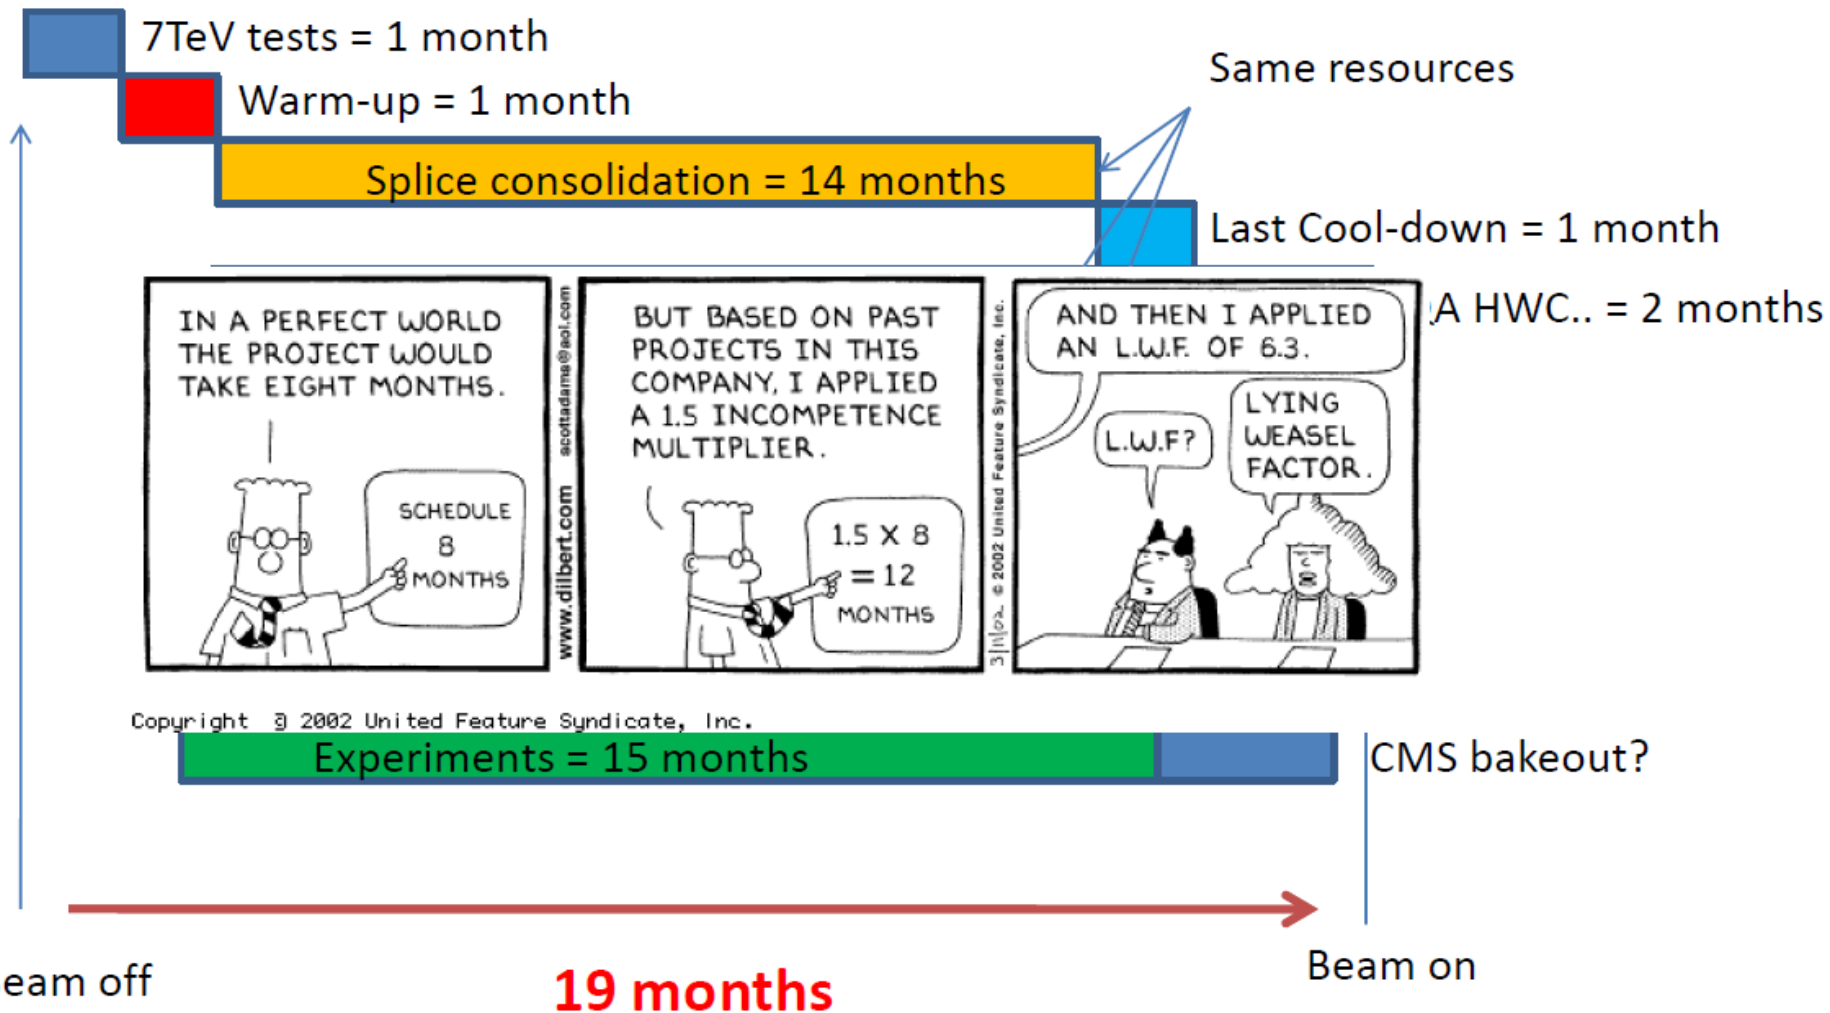 7TeV tests = 1 month
Same resources
Warm-up = 1 month
Splice consolidation = 14 months
Last Cool-down = 1 month
A HWC.. = 2 months
IN A PERFECT WORLD
THE PROJECT WOULD
TAKE EIGHT MONTHS.
SCHEDULE
8
MONTHS
www.dilbert.com scottadams@aol.com
BUT BASED ON PAST
PROJECTS IN THIS
COMPANY, I APPLIED
A 1.5 INCOMPETENCE
MULTIPLIER.
1.5 X 8
= 12
MONTHS
3/11/02 © 2002 United Feature Syndicate, Inc.
AND THEN I APPLIED
AN L.W.F. OF 6.3.
L.W.F?
LYING
WEASEL
FACTOR.
Copyright © 2002 United Feature Syndicate, Inc.
Experiments = 15 months
CMS bakeout?
eam off
19 months
Beam on